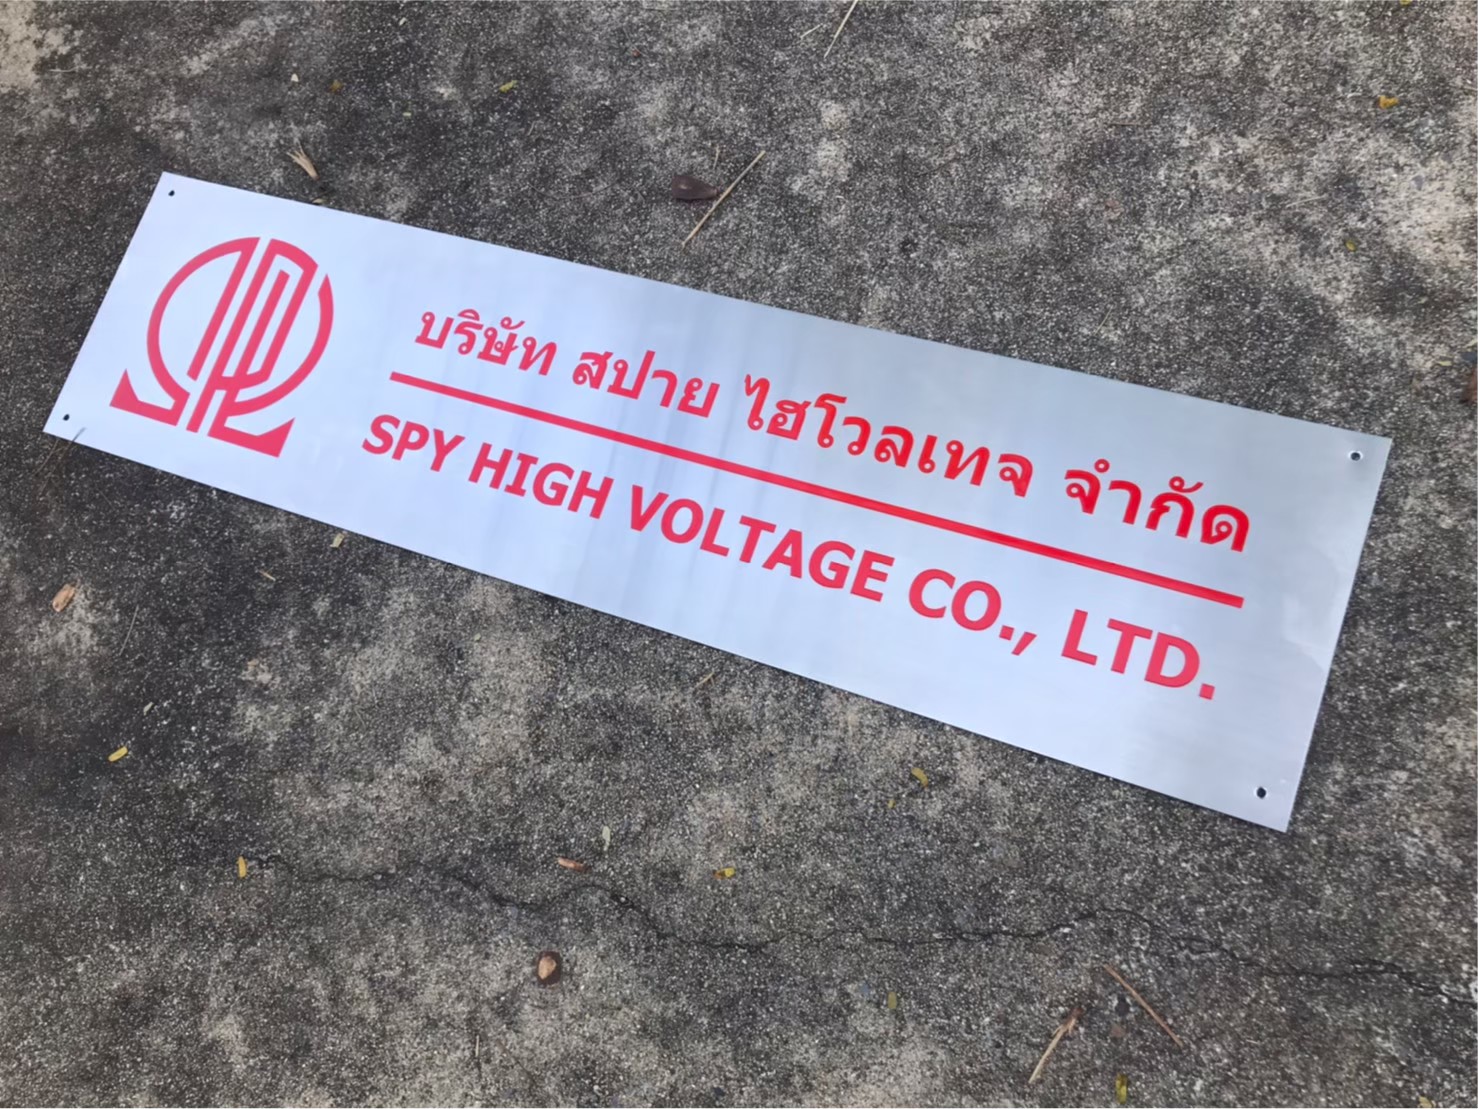 บริษัท สปาย ไฮโวลเทจ จำกัด
SPY HIGH VOLTAGE CO., LTD.